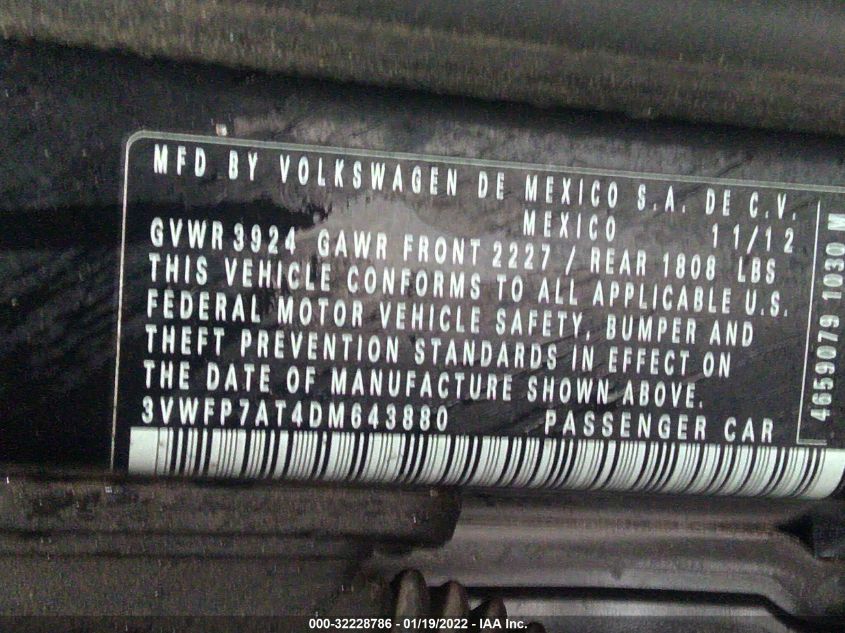 MFD BY VOLKSWAGEN DE MEXICO S.A. DE C.V.
MEXICO 11/12
GVWR 3924 GAWR FRONT 2227 / REAR 1808 LBS
THIS VEHICLE CONFORMS TO ALL APPLICABLE U.S.
FEDERAL MOTOR VEHICLE SAFETY, BUMPER AND
THEFT PREVENTION STANDARDS IN EFFECT ON
THE DATE OF MANUFACTURE SHOWN ABOVE.
3VWFP7AT4DM643880 PASSENGER CAR
4659079 1030 M
000-32228786 - 01/19/2022 - IAA Inc.